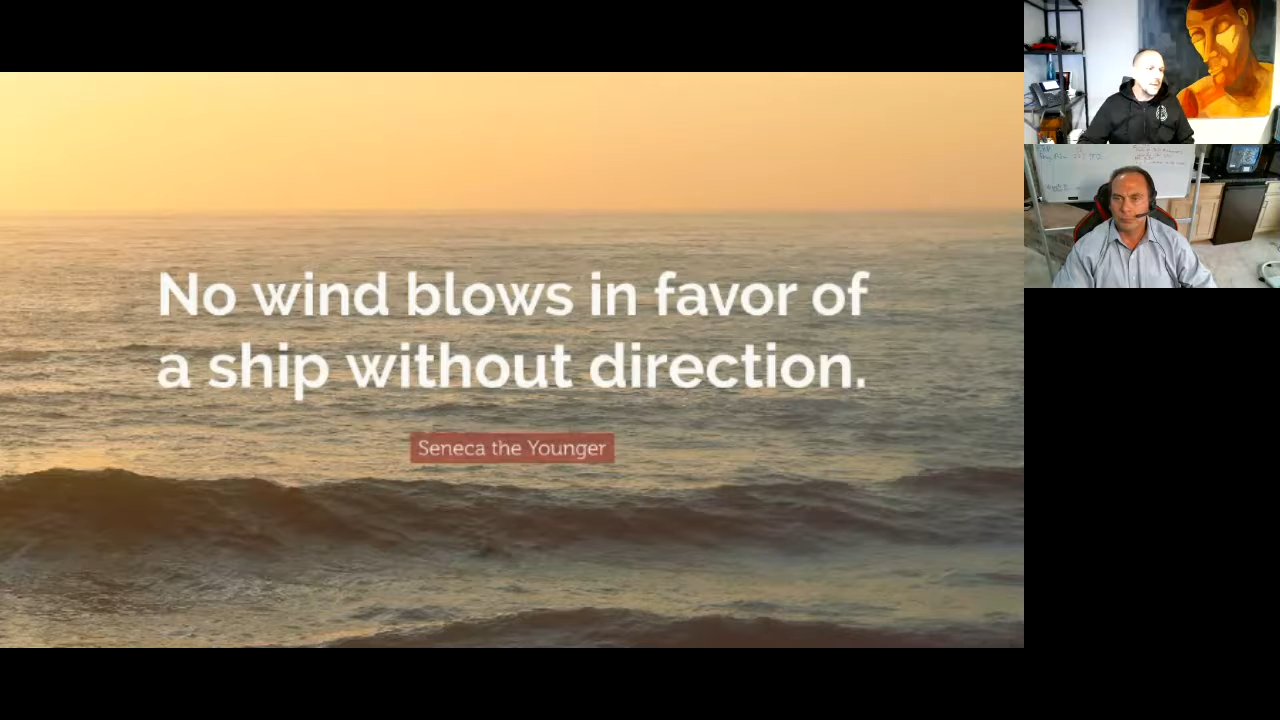 No wind blows in favor of
a ship without direction.
Seneca the Younger